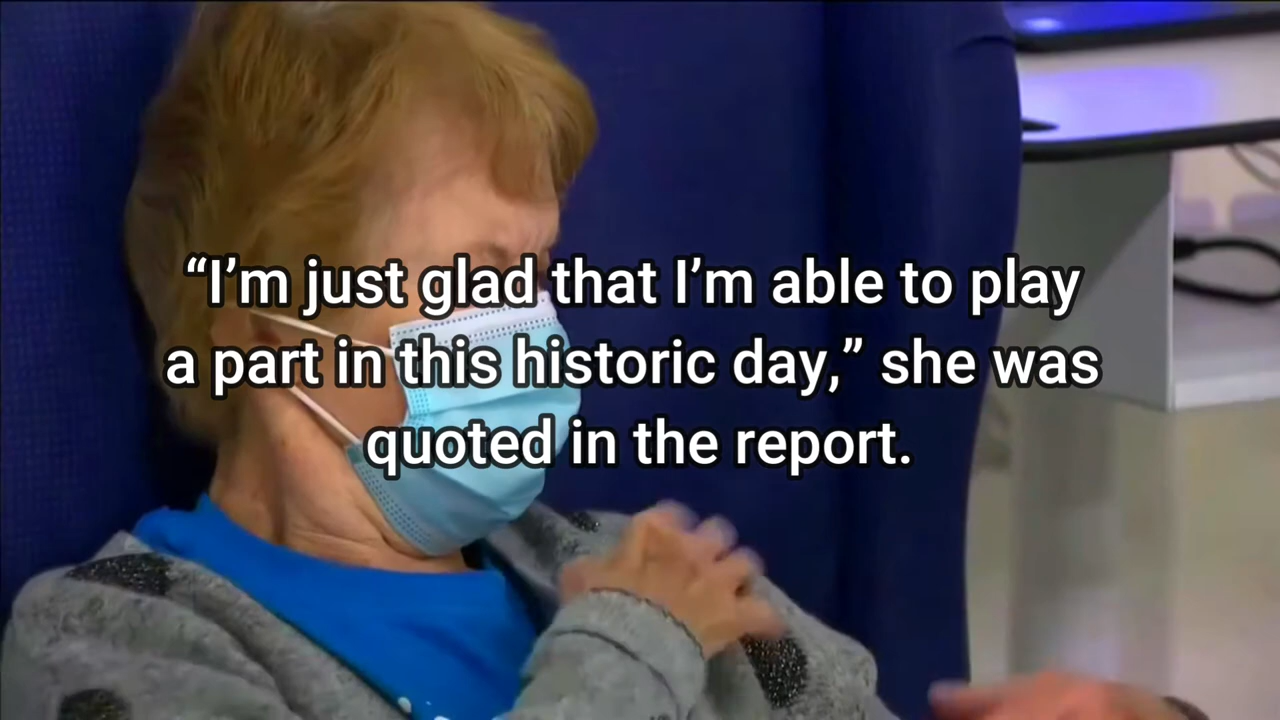 “I’m just glad that I’m able to play
a part in this historic day,” she was
quoted in the report.